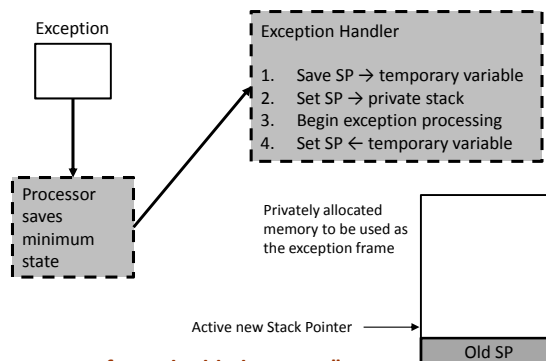 Exception
Exception Handler
1. Save SP → temporary variable
2. Set SP → private stack
3. Begin exception processing
4. Set SP ← temporary variable
Processor
saves
minimum
state
Privately allocated
memory to be used as
the exception frame
Active new Stack Pointer
Old SP